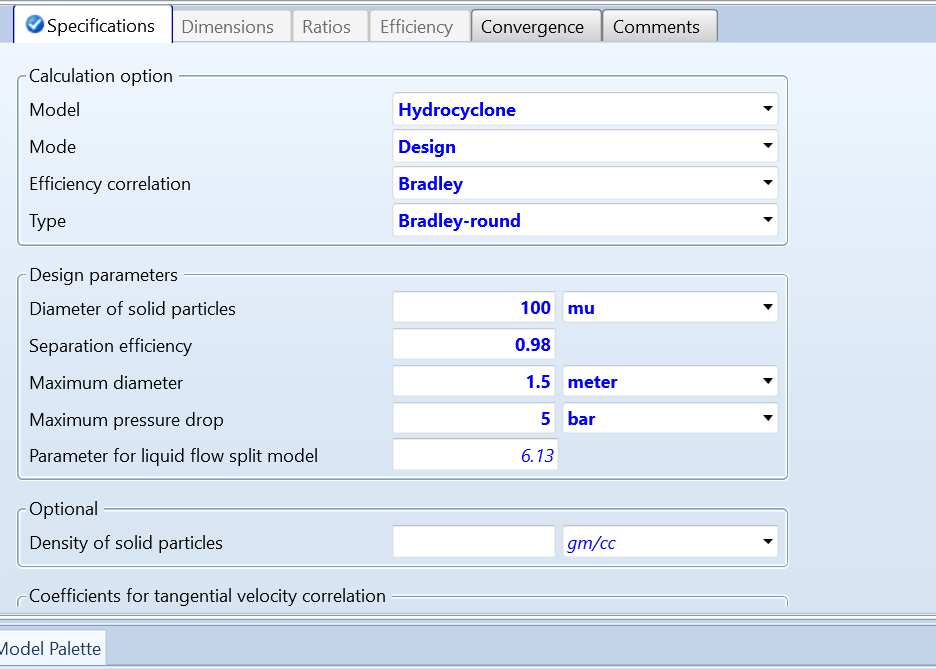 Specifications Dimensions Ratios Efficiency Convergence Comments
Calculation option
Model Hydrocyclone
Mode Design
Efficiency correlation Bradley
Type Bradley-round
Design parameters
Diameter of solid particles 100 mu
Separation efficiency 0.98
Maximum diameter 1.5 meter
Maximum pressure drop 5 bar
Parameter for liquid flow split model 6.13
Optional
Density of solid particles gm/cc
Coefficients for tangential velocity correlation
Model Palette